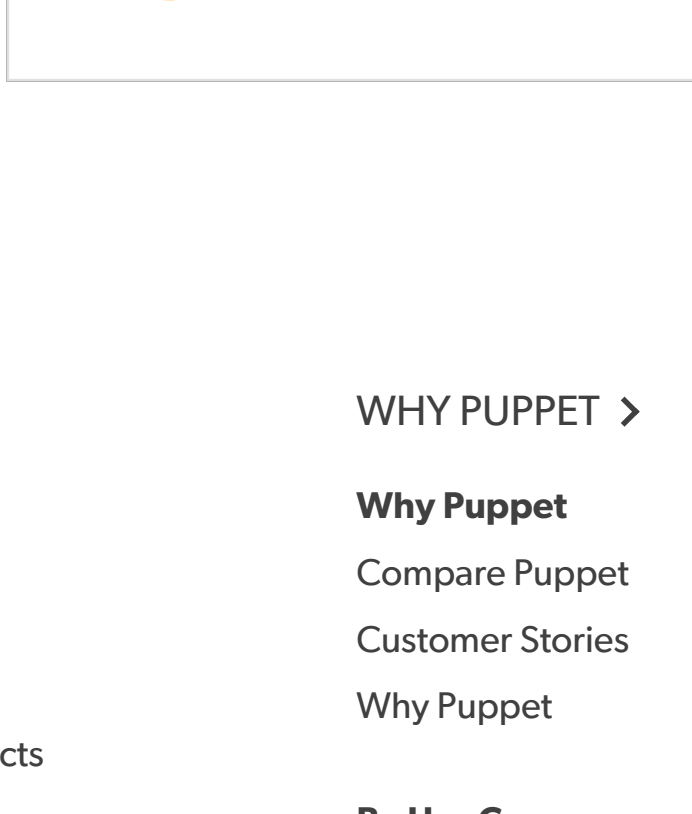 WHY PUPPET
Why Puppet
Compare Puppet
Customer Stories
Why Puppet
cts